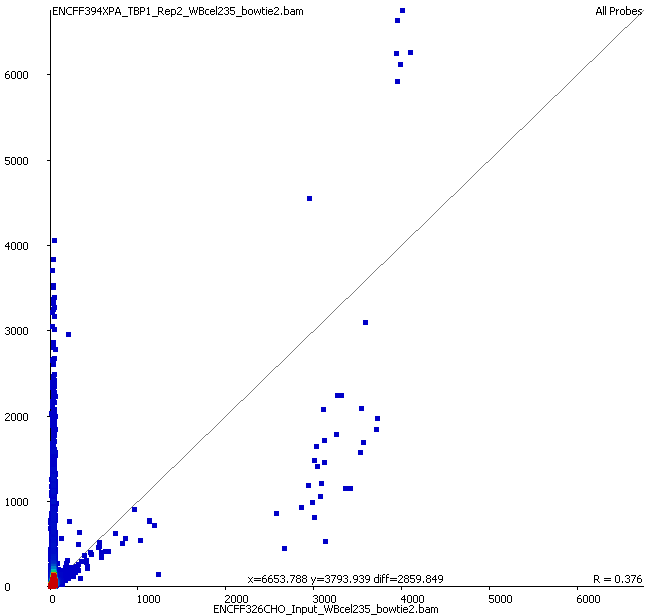 ENCFF394XPA_TBP1_Rep2_WBcel235_bowtie2.bam All Probes
6000
5000
4000
3000
2000
1000
0
x=6653.788 y=3793.939 diff=2859.849 R = 0.376
0 1000 2000 3000 4000 5000 6000
ENCFF326CHO_Input_WBcel235_bowtie2.bam